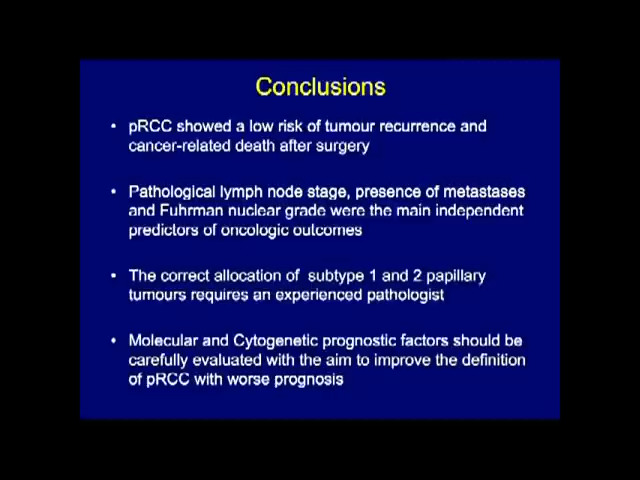 Conclusions
• pRCC showed a low risk of tumour recurrence and
cancer-related death after surgery
• Pathological lymph node stage, presence of metastases
and Fuhrman nuclear grade were the main independent
predictors of oncologic outcomes
• The correct allocation of subtype 1 and 2 papillary
tumours requires an experienced pathologist
• Molecular and Cytogenetic prognostic factors should be
carefully evaluated with the aim to improve the definition
of pRCC with worse prognosis